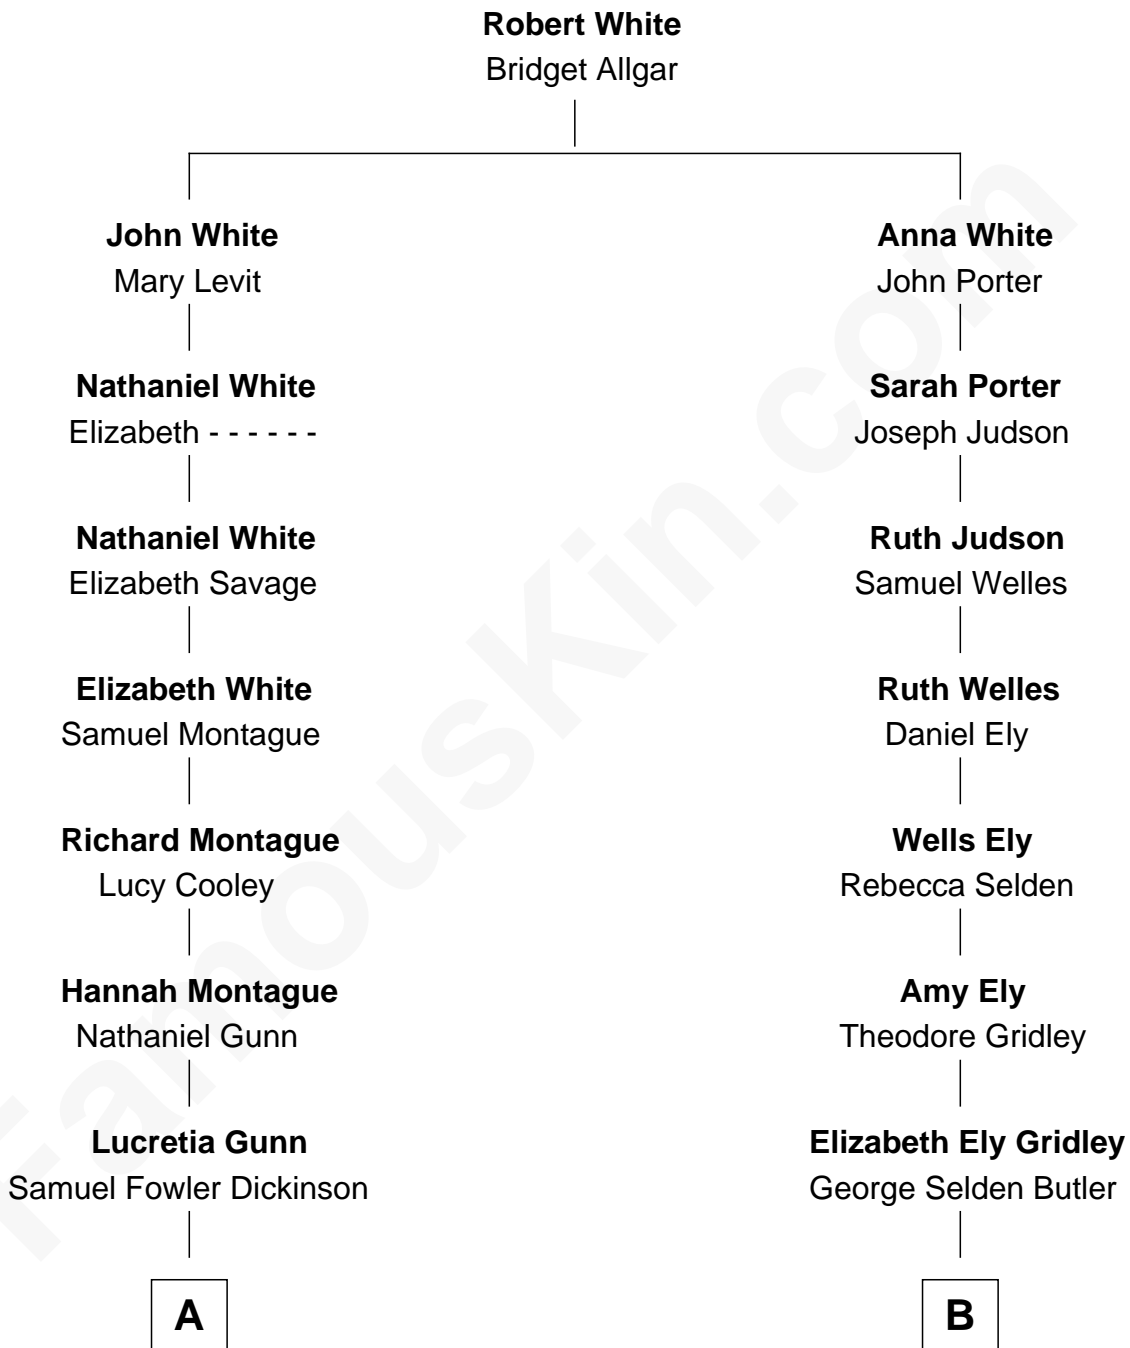 Robert White
Bridget Allgar
John White
Mary Levit
Nathaniel White
Elizabeth - - - - - -
Nathaniel White
Elizabeth Savage
Elizabeth White
Samuel Montague
Richard Montague
Lucy Cooley
Hannah Montague
Nathaniel Gunn
Lucretia Gunn
Samuel Fowler Dickinson
A
Anna White
John Porter
Sarah Porter
Joseph Judson
Ruth Judson
Samuel Welles
Ruth Welles
Daniel Ely
Wells Ely
Rebecca Selden
Amy Ely
Theodore Gridley
Elizabeth Ely Gridley
George Selden Butler
B
FamousKin.com